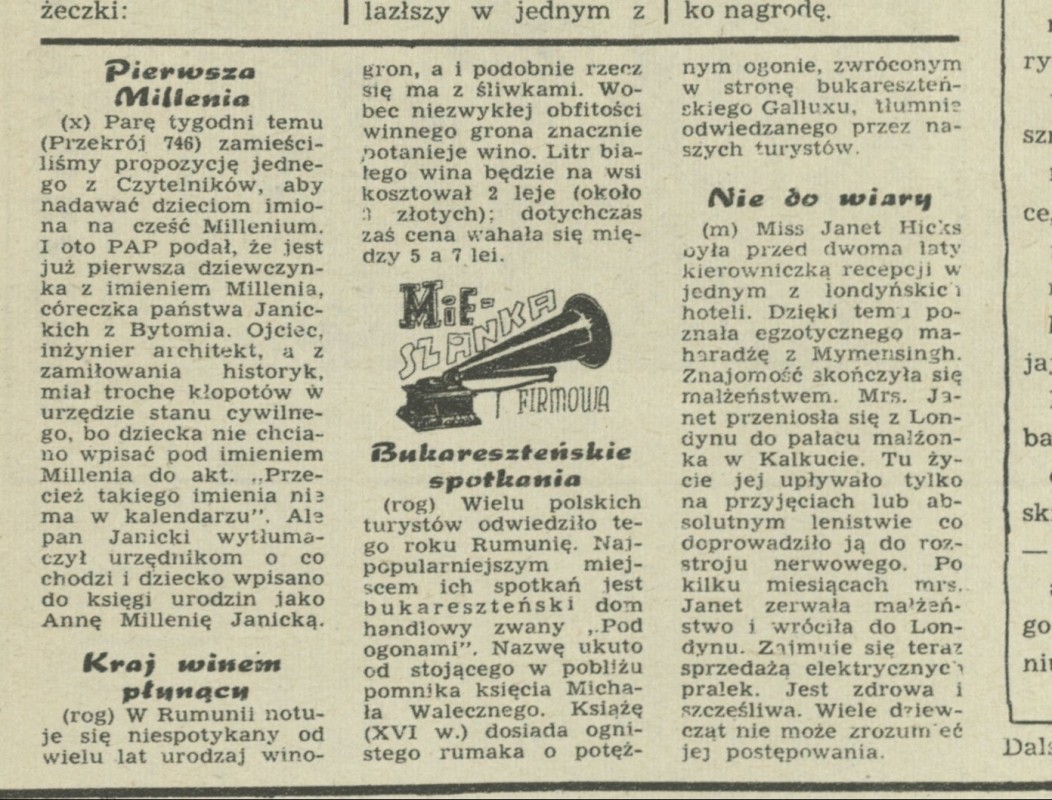 żeczki:
lazłszy w jednym z
ko nagrodę.
Pierwsza
Millenia
(x) Parę tygodni temu
(Przekrój 746) zamieści-
liśmy propozycję jedne-
go z Czytelników, aby
nadawać dzieciom imio-
na na cześć Millenium.
I oto PAP podał, że jest
już pierwsza dziewczyn-
ka z imieniem Millenia,
córeczka państwa Janic-
kich z Bytomia. Ojciec,
inżynier architekt, a z
zamiłowania historyk,
miał trochę kłopotów w
urzędzie stanu cywilne-
go, bo dziecka nie chcia-
no wpisać pod imieniem
Millenia do akt. „Prze-
cież takiego imienia nie
ma w kalendarzu”. Ale
pan Janicki wytłuma-
czył urzędnikom o co
chodzi i dziecko wpisano
do księgi urodzin jako
Annę Millenię Janicką.
Kraj winem
płynący
(rog) W Rumunii notu-
je się niespotykany od
wielu lat urodzaj wino-
gron, a i podobnie rzecz
się ma z śliwkami. Wo-
bec niezwykłej obfitości
winnego grona znacznie
potanieje wino. Litr bia-
łego wina będzie na wsi
kosztował 2 leje (około
3 złotych); dotychczas
zaś cena wahała się mię-
dzy 5 a 7 lei.
MIE-
SZANKA
FIRMOWA
Bukareszteńskie
spotkania
(rog) Wielu polskich
turystów odwiedziło te-
go roku Rumunię. Naj-
popularniejszym miej-
scem ich spotkań jest
bukareszteński dom
handlowy zwany „Pod
ogonami”. Nazwę ukuto
od stojącego w pobliżu
pomnika księcia Micha-
ła Walecznego. Książę
(XVI w.) dosiada ogni-
stego rumaka o potęż-
nym ogonie, zwróconym
w stronę bukareszteń-
skiego Galluxu, tłumnie
odwiedzanego przez na-
szych turystów.
Nie do wiary
(m) Miss Janet Hicks
była przed dwoma laty
kierowniczką recepcji w
jednym z londyńskich
hoteli. Dzięki temu po-
znała egzotycznego ma-
haradżę z Mymensingh.
Znajomość skończyła się
małżeństwem. Mrs. Ja-
net przeniosła się z Lon-
dynu do pałacu małżon-
ka w Kalkucie. Tu ży-
cie jej upływało tylko
na przyjęciach lub ab-
solutnym lenistwie co
doprowadziło ją do roz-
stroju nerwowego. Po
kilku miesiącach mrs.
Janet zerwała małżeń-
stwo i wróciła do Lon-
dynu. Zajmuje się teraz
sprzedażą elektrycznych
pralek. Jest zdrowa i
szczęśliwa. Wiele dziew-
cząt nie może zrozumieć
jej postępowania.
ry
szn
ce
jaj
ba
sk
—
go
niu
Dal